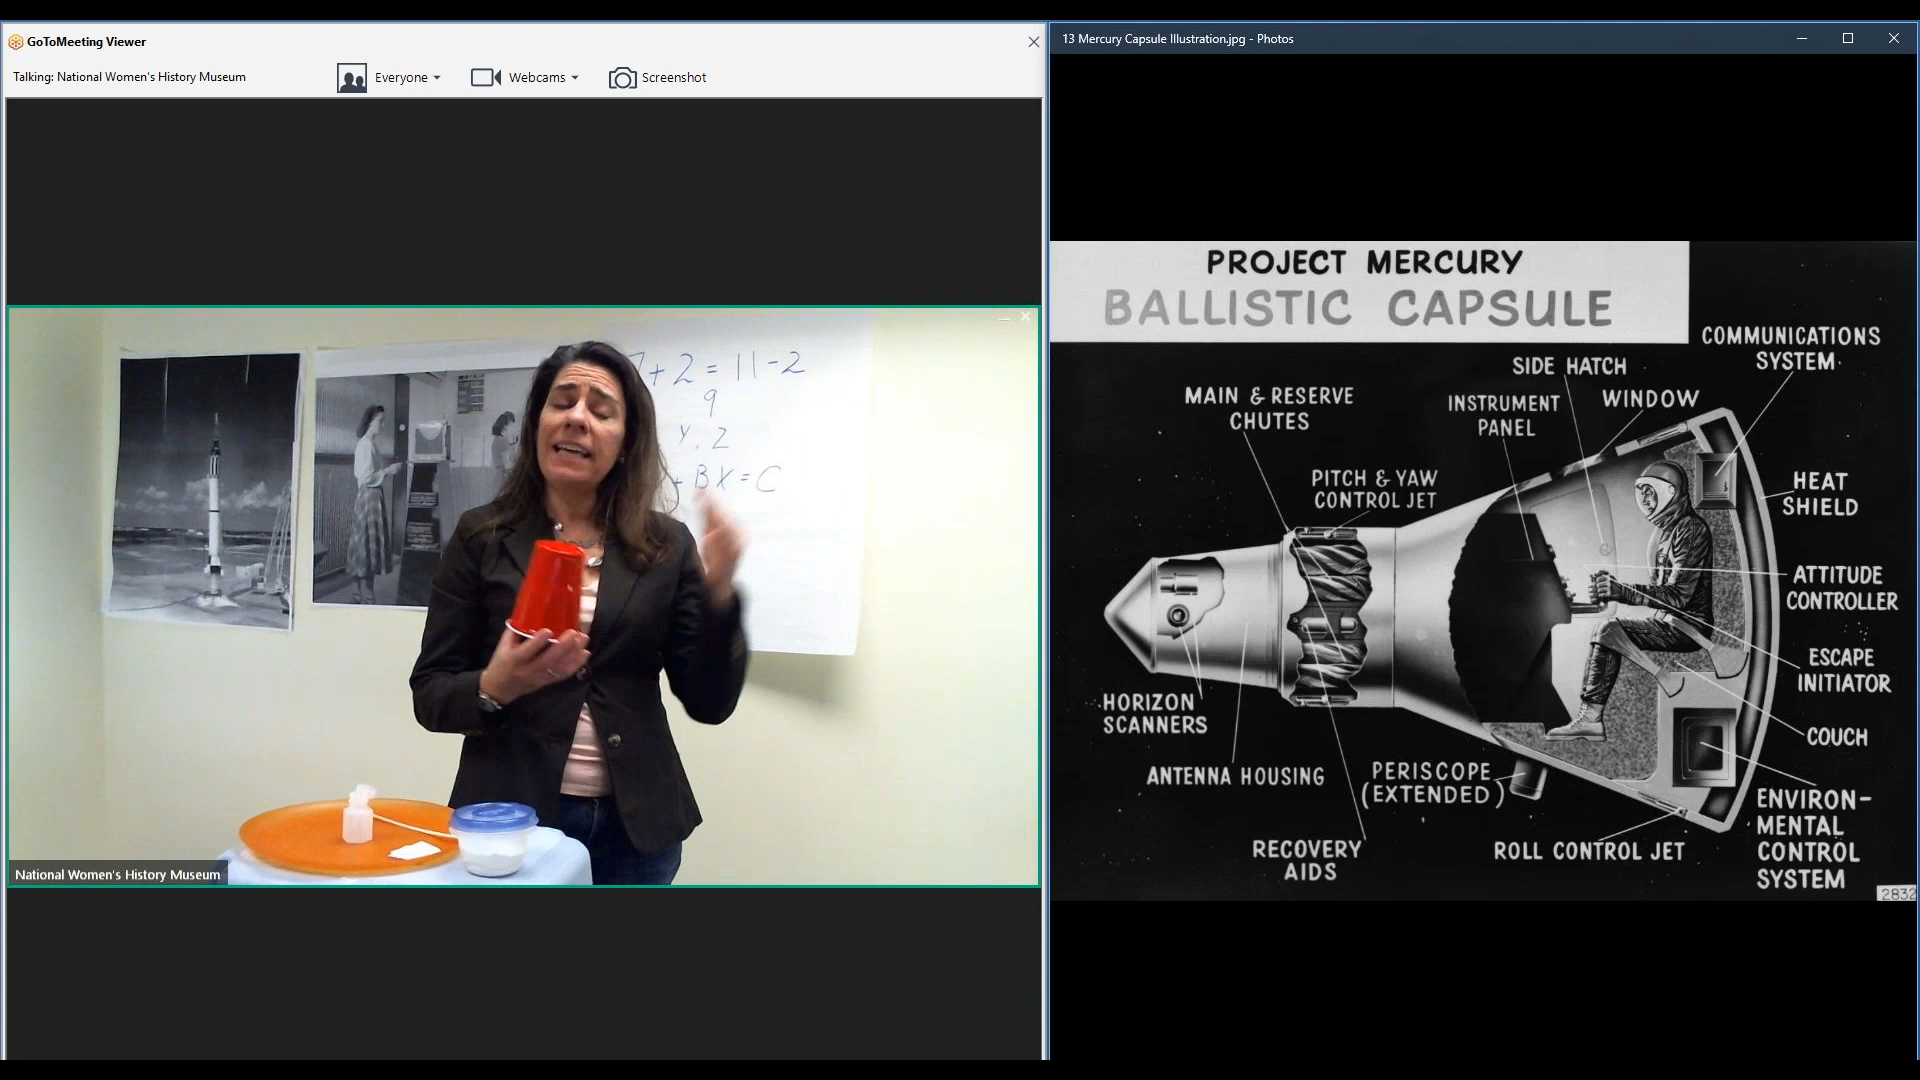 GoToMeeting Viewer
Talking: National Women's History Museum
Everyone
Webcams
Screenshot
7+2 = 11-2
9
Y. 2
+ BX = C
National Women's History Museum
13 Mercury Capsule Illustration.jpg - Photos
PROJECT MERCURY
BALLISTIC CAPSULE
COMMUNICATIONS
SYSTEM
SIDE HATCH
WINDOW
INSTRUMENT
PANEL
MAIN & RESERVE
CHUTES
PITCH & YAW
CONTROL JET
HEAT
SHIELD
ATTITUDE
CONTROLLER
ESCAPE
INITIATOR
HORIZON
SCANNERS
COUCH
ANTENNA HOUSING
PERISCOPE
(EXTENDED)
ENVIRON-
MENTAL
CONTROL
SYSTEM
RECOVERY
AIDS
ROLL CONTROL JET
2832